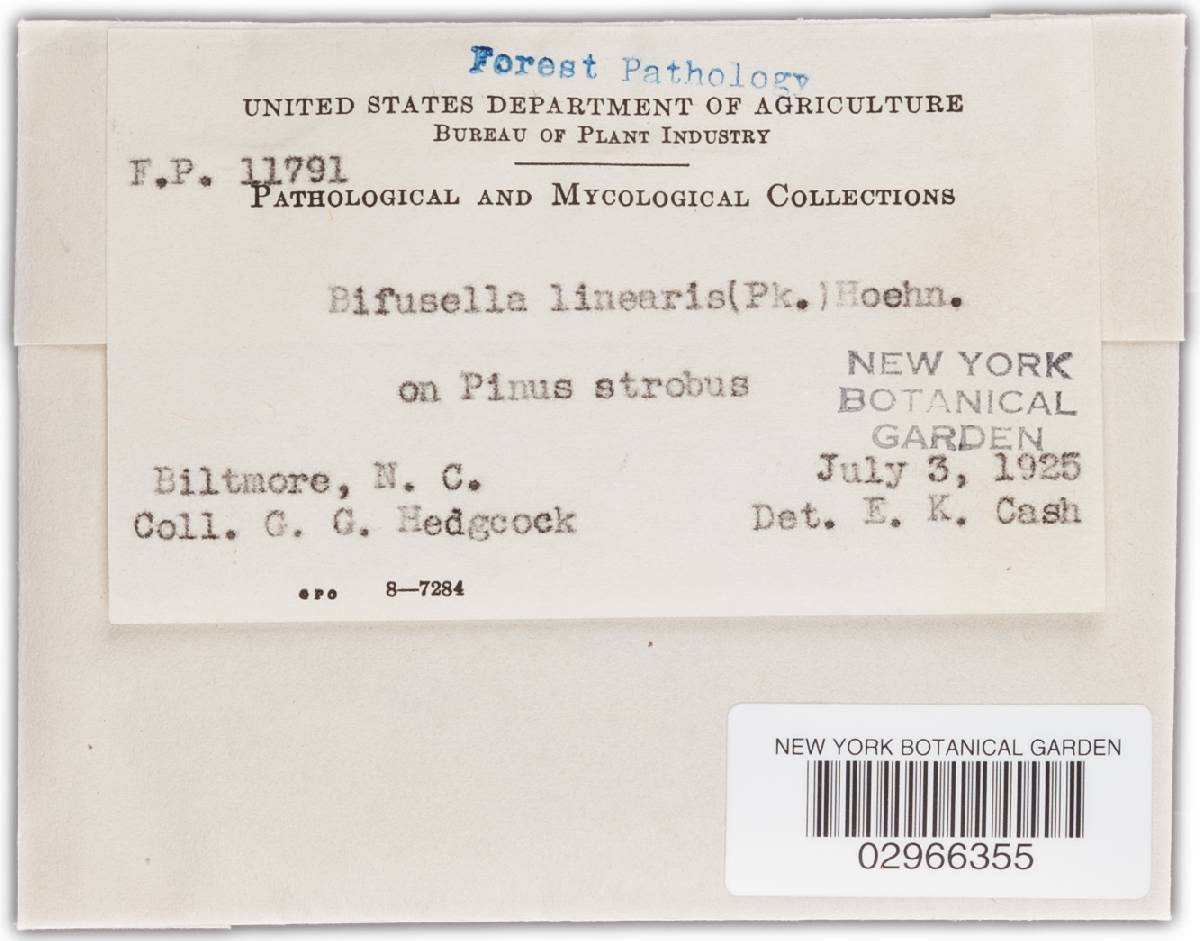 Forest Pathology
UNITED STATES DEPARTMENT OF AGRICULTURE
BUREAU OF PLANT INDUSTRY
F.P. 11791
PATHOLOGICAL AND MYCOLOGICAL COLLECTIONS
Bifusella linearis(Pk.)Hoehn.
on Pinus strobus
NEW YORK
BOTANICAL
GARDEN
Biltmore, N. C.
July 3, 1925
Coll. G. G. Hedgcock
Det. E. K. Cash
GPO 8—7284
NEW YORK BOTANICAL GARDEN
02966355